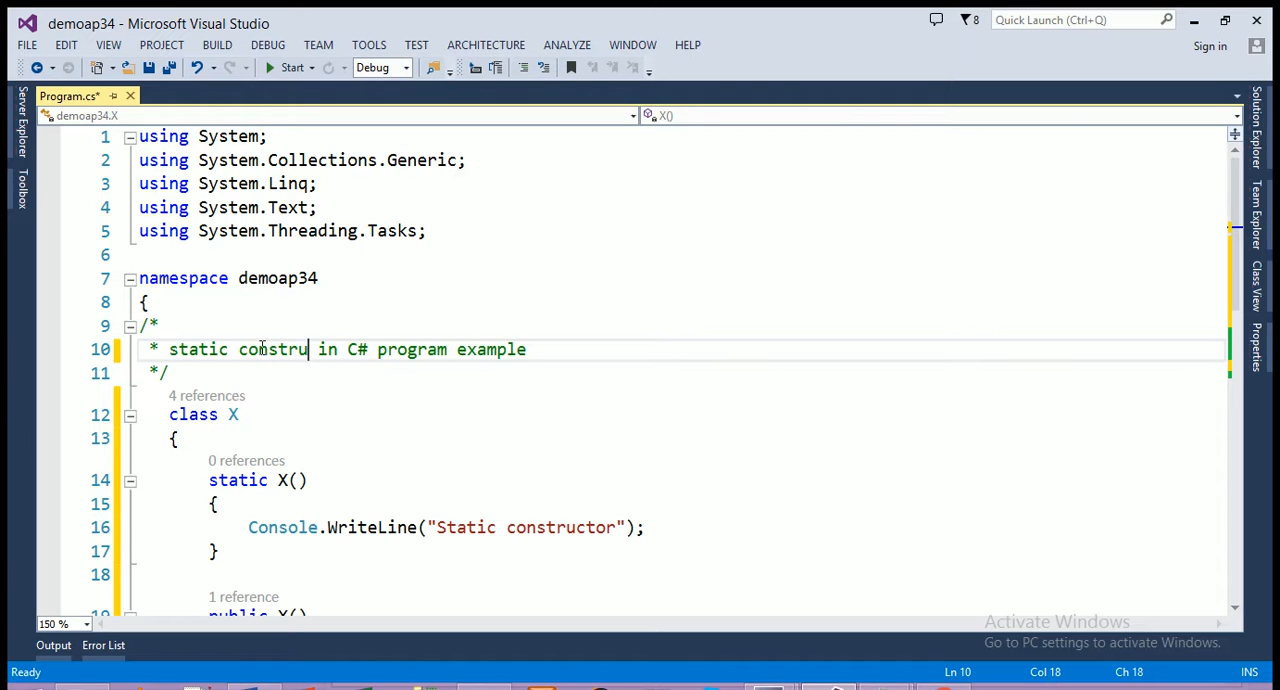 demoap34 - Microsoft Visual Studio
8
Quick Launch (Ctrl+Q)
FILE EDIT VIEW PROJECT BUILD DEBUG TEAM TOOLS TEST ARCHITECTURE ANALYZE WINDOW HELP
Sign in
Start
Debug
Program.cs*
demoap34.X
X()
Server Explorer
Toolbox
Solution Explorer
Team Explorer
Class View
Properties
1 using System;
2 using System.Collections.Generic;
3 using System.Linq;
4 using System.Text;
5 using System.Threading.Tasks;
6
7 namespace demoap34
8 {
9 /*
10 * static constru in C# program example
11 */
4 references
12 class X
13 {
0 references
14 static X()
15 {
16 Console.WriteLine("Static constructor");
17 }
18
1 reference
19 public X()
150 %
Activate Windows
Go to PC settings to activate Windows.
Output Error List
Ready
Ln 10 Col 18 Ch 18 INS